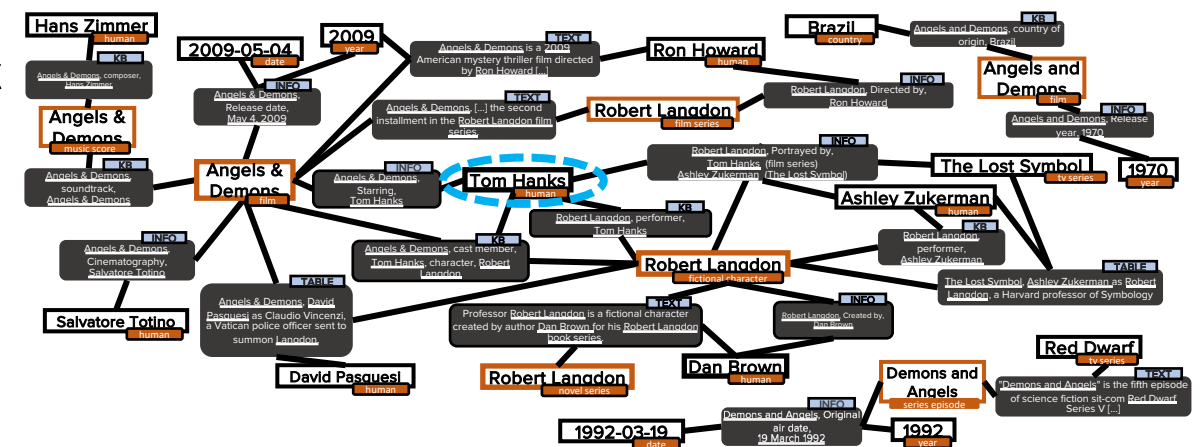 Hans Zimmer
human
KB
Angels & Demons, composer,
Hans Zimmer
Angels &
Demons
music score
KB
Angels & Demons,
soundtrack,
Angels & Demons
2009-05-04
date
2009
year
INFO
Angels & Demons,
Release date,
May 4, 2009
Angels &
Demons
film
TEXT
Angels & Demons is a 2009
American mystery thriller film directed
by Ron Howard [...]
Ron Howard
human
TEXT
Angels & Demons, [...] the second
installment in the Robert Langdon film
series.
Robert Langdon
film series
INFO
Robert Langdon, Directed by,
Ron Howard
Brazil
country
KB
Angels and Demons, country of
origin, Brazil
Angels and
Demons
film
INFO
Angels and Demons, Release
year, 1970
1970
year
INFO
Angels & Demons,
Starring,
Tom Hanks
Tom Hanks
human
INFO
Robert Langdon, Portrayed by,
Tom Hanks (film series)
Ashley Zukerman (The Lost Symbol)
The Lost Symbol
tv series
Ashley Zukerman
human
KB
Robert Langdon, performer,
Tom Hanks
KB
Robert Langdon,
performer,
Ashley Zukerman
INFO
Angels & Demons,
Cinematography,
Salvatore Totino
KB
Angels & Demons, cast member,
Tom Hanks, character, Robert
Langdon
Robert Langdon
fictional character
TABLE
The Lost Symbol, Ashley Zukerman as Robert
Langdon, a Harvard professor of Symbology
TABLE
Angels & Demons, David
Pasquesi as Claudio Vincenzi,
a Vatican police officer sent to
summon Langdon.
Salvatore Totino
human
TEXT
Professor Robert Langdon is a fictional character
created by author Dan Brown for his Robert Langdon
book series.
INFO
Robert Langdon, Created by,
Dan Brown
David Pasquesi
human
Robert Langdon
novel series
Dan Brown
human
Demons and
Angels
series episode
Red Dwarf
tv series
TEXT
"Demons and Angels" is the fifth episode
of science fiction sit-com Red Dwarf
Series V [...]
1992-03-19
date
INFO
Demons and Angels, Original
air date,
19 March 1992
1992
year